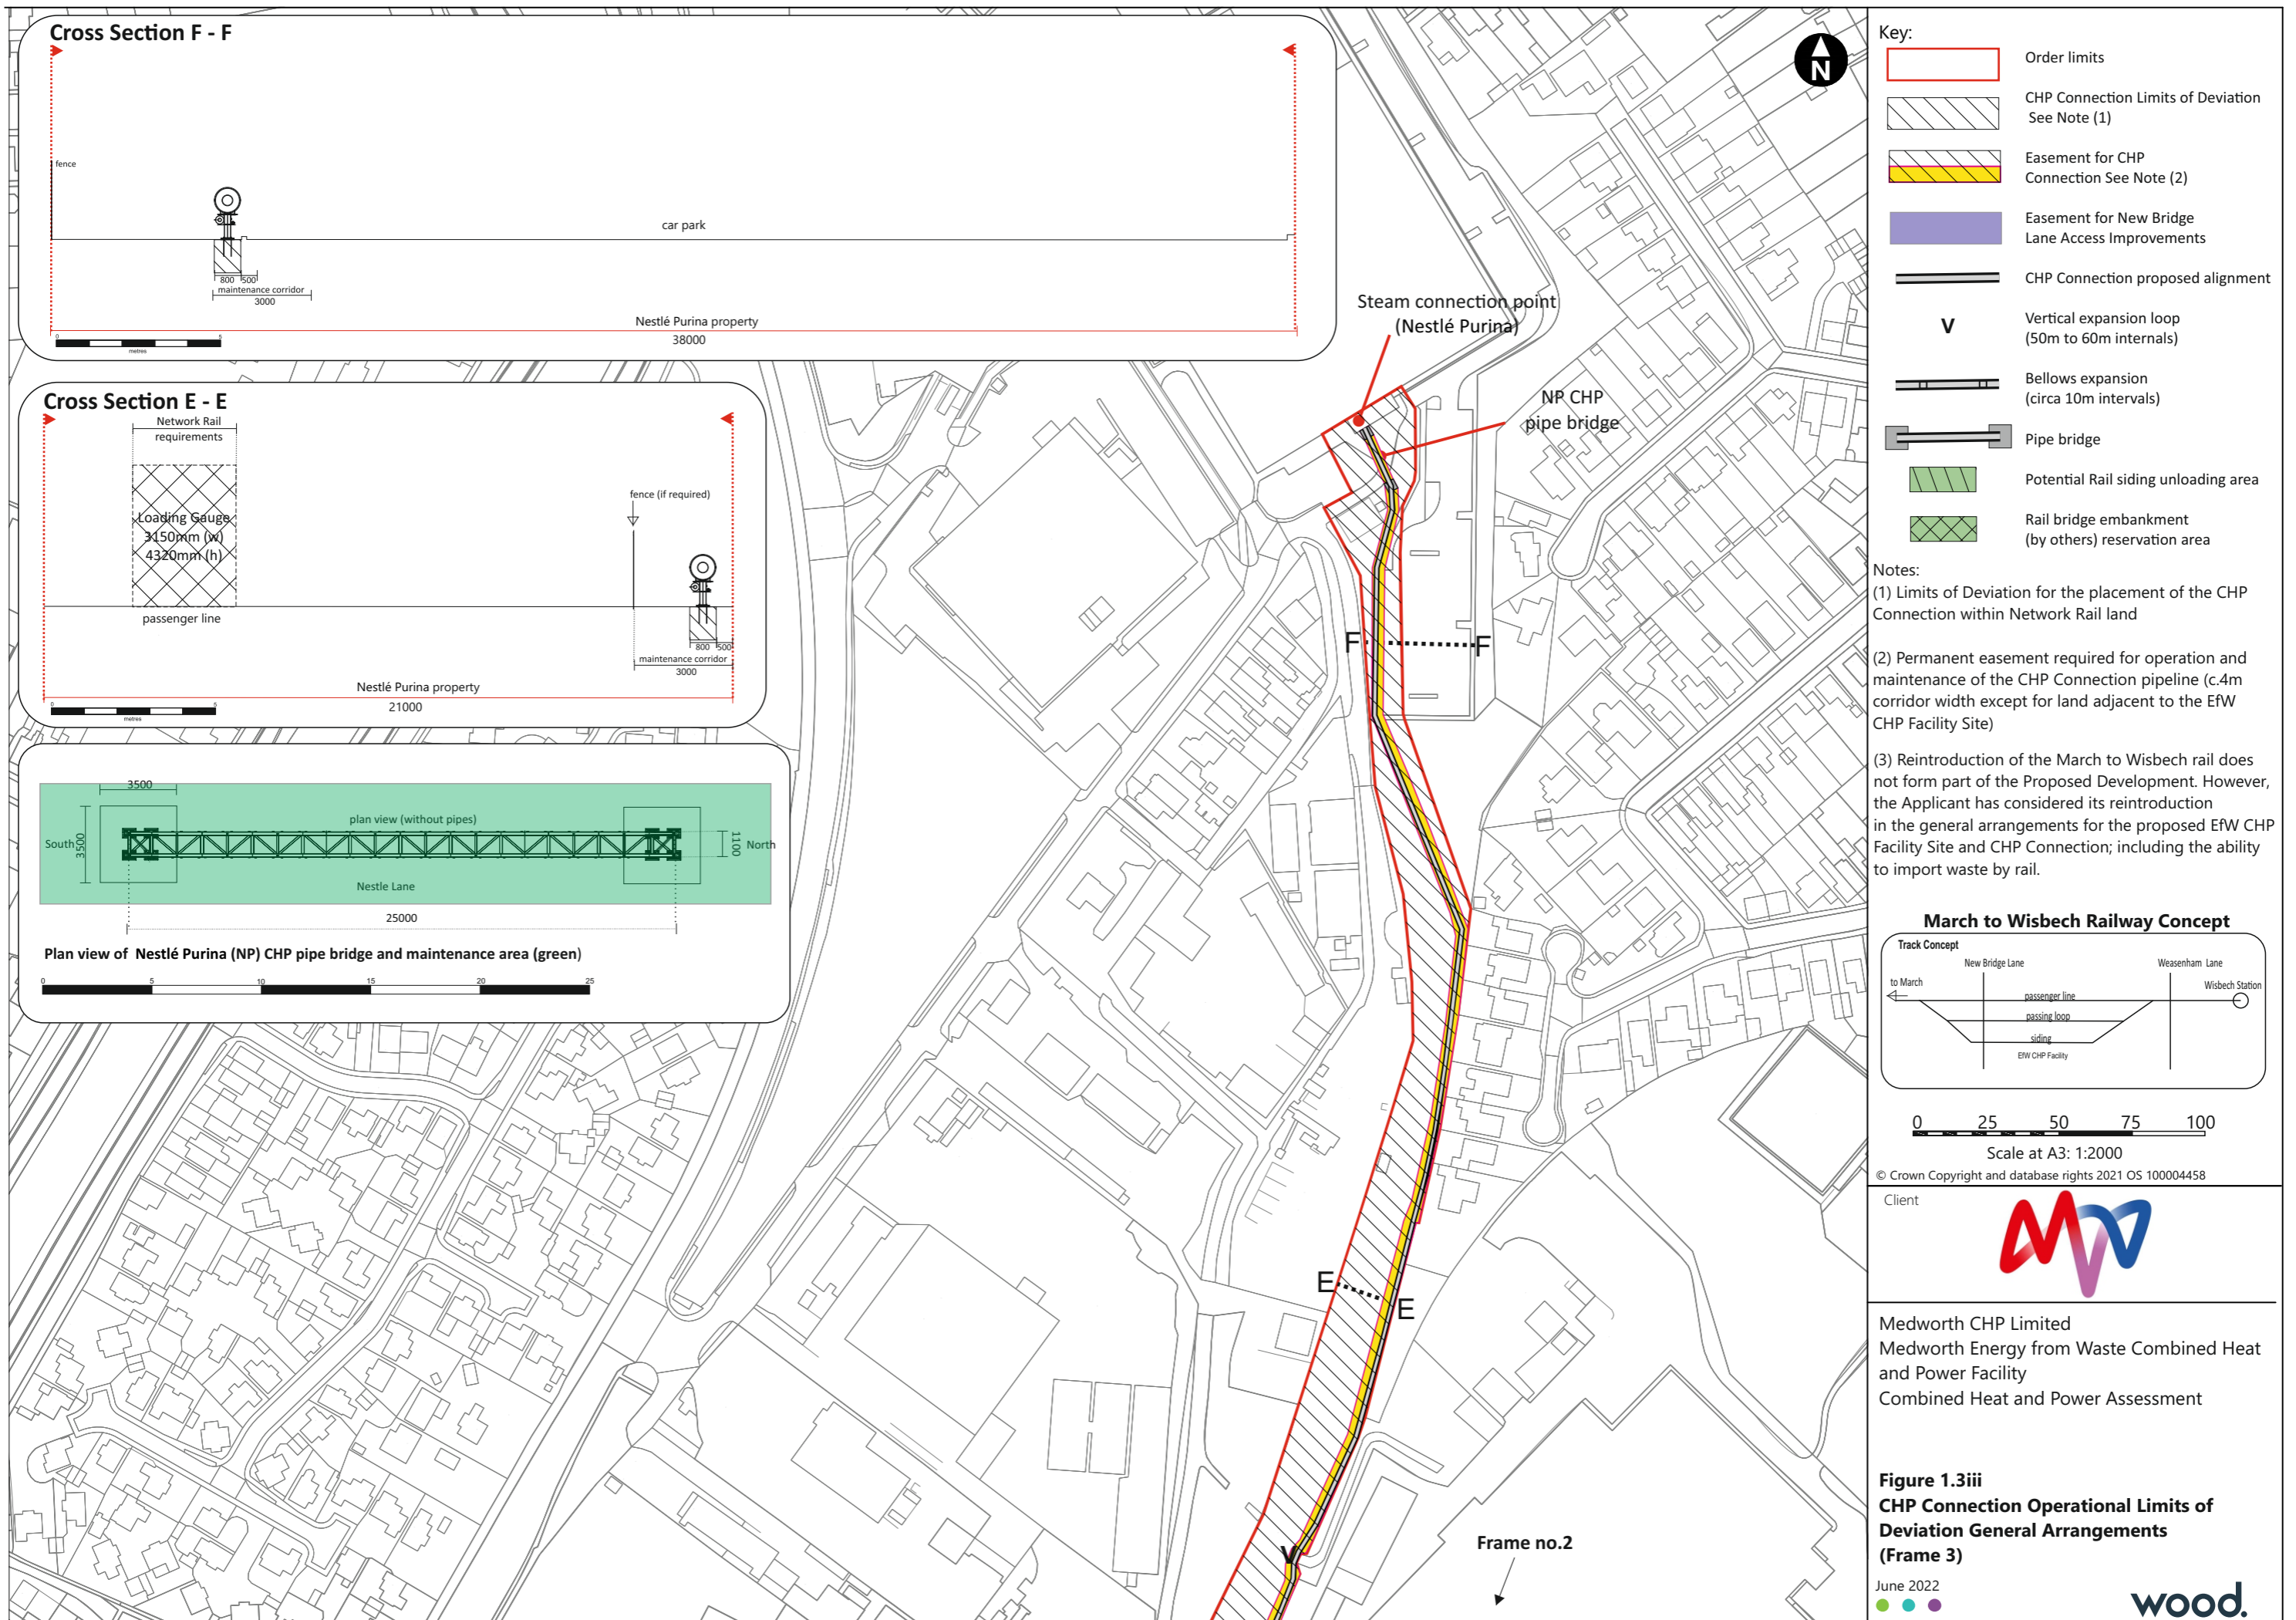 Cross Section F - F
fence
car park
800 500
maintenance corridor
3000
Nestlé Purina property
38000
0 5
metres
Cross Section E - E
Network Rail
requirements
Loading Gauge
3150mm (w)
4320mm (h)
passenger line
fence (if required)
800 500
maintenance corridor
3000
Nestlé Purina property
21000
0 5
metres
3500
plan view (without pipes)
South
3500
1100
North
Nestle Lane
25000
Plan view of Nestlé Purina (NP) CHP pipe bridge and maintenance area (green)
0 5 10 15 20 25
N
Steam connection point
(Nestlé Purina)
NP CHP
pipe bridge
F
F
E
E
V
Frame no.2
Key:
Order limits
CHP Connection Limits of Deviation
See Note (1)
Easement for CHP
Connection See Note (2)
Easement for New Bridge
Lane Access Improvements
CHP Connection proposed alignment
V
Vertical expansion loop
(50m to 60m internals)
Bellows expansion
(circa 10m intervals)
Pipe bridge
Potential Rail siding unloading area
Rail bridge embankment
(by others) reservation area
Notes:
(1) Limits of Deviation for the placement of the CHP
Connection within Network Rail land
(2) Permanent easement required for operation and
maintenance of the CHP Connection pipeline (c.4m
corridor width except for land adjacent to the EfW
CHP Facility Site)
(3) Reintroduction of the March to Wisbech rail does
not form part of the Proposed Development. However,
the Applicant has considered its reintroduction
in the general arrangements for the proposed EfW CHP
Facility Site and CHP Connection; including the ability
to import waste by rail.
March to Wisbech Railway Concept
Track Concept
New Bridge Lane
Weasenham Lane
to March
Wisbech Station
passenger line
passing loop
siding
EfW CHP Facility
0 25 50 75 100
Scale at A3: 1:2000
© Crown Copyright and database rights 2021 OS 100004458
Client
Medworth CHP Limited
Medworth Energy from Waste Combined Heat
and Power Facility
Combined Heat and Power Assessment
Figure 1.3iii
CHP Connection Operational Limits of
Deviation General Arrangements
(Frame 3)
June 2022
wood.